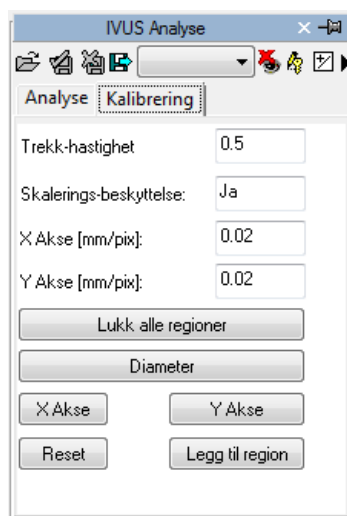 IVUS Analyse
Analyse Kalibrering
Trekk-hastighet 0.5
Skalerings-beskyttelse: Ja
X Akse [mm/pix]: 0.02
Y Akse [mm/pix]: 0.02
Lukk alle regioner
Diameter
X Akse Y Akse
Reset Legg til region